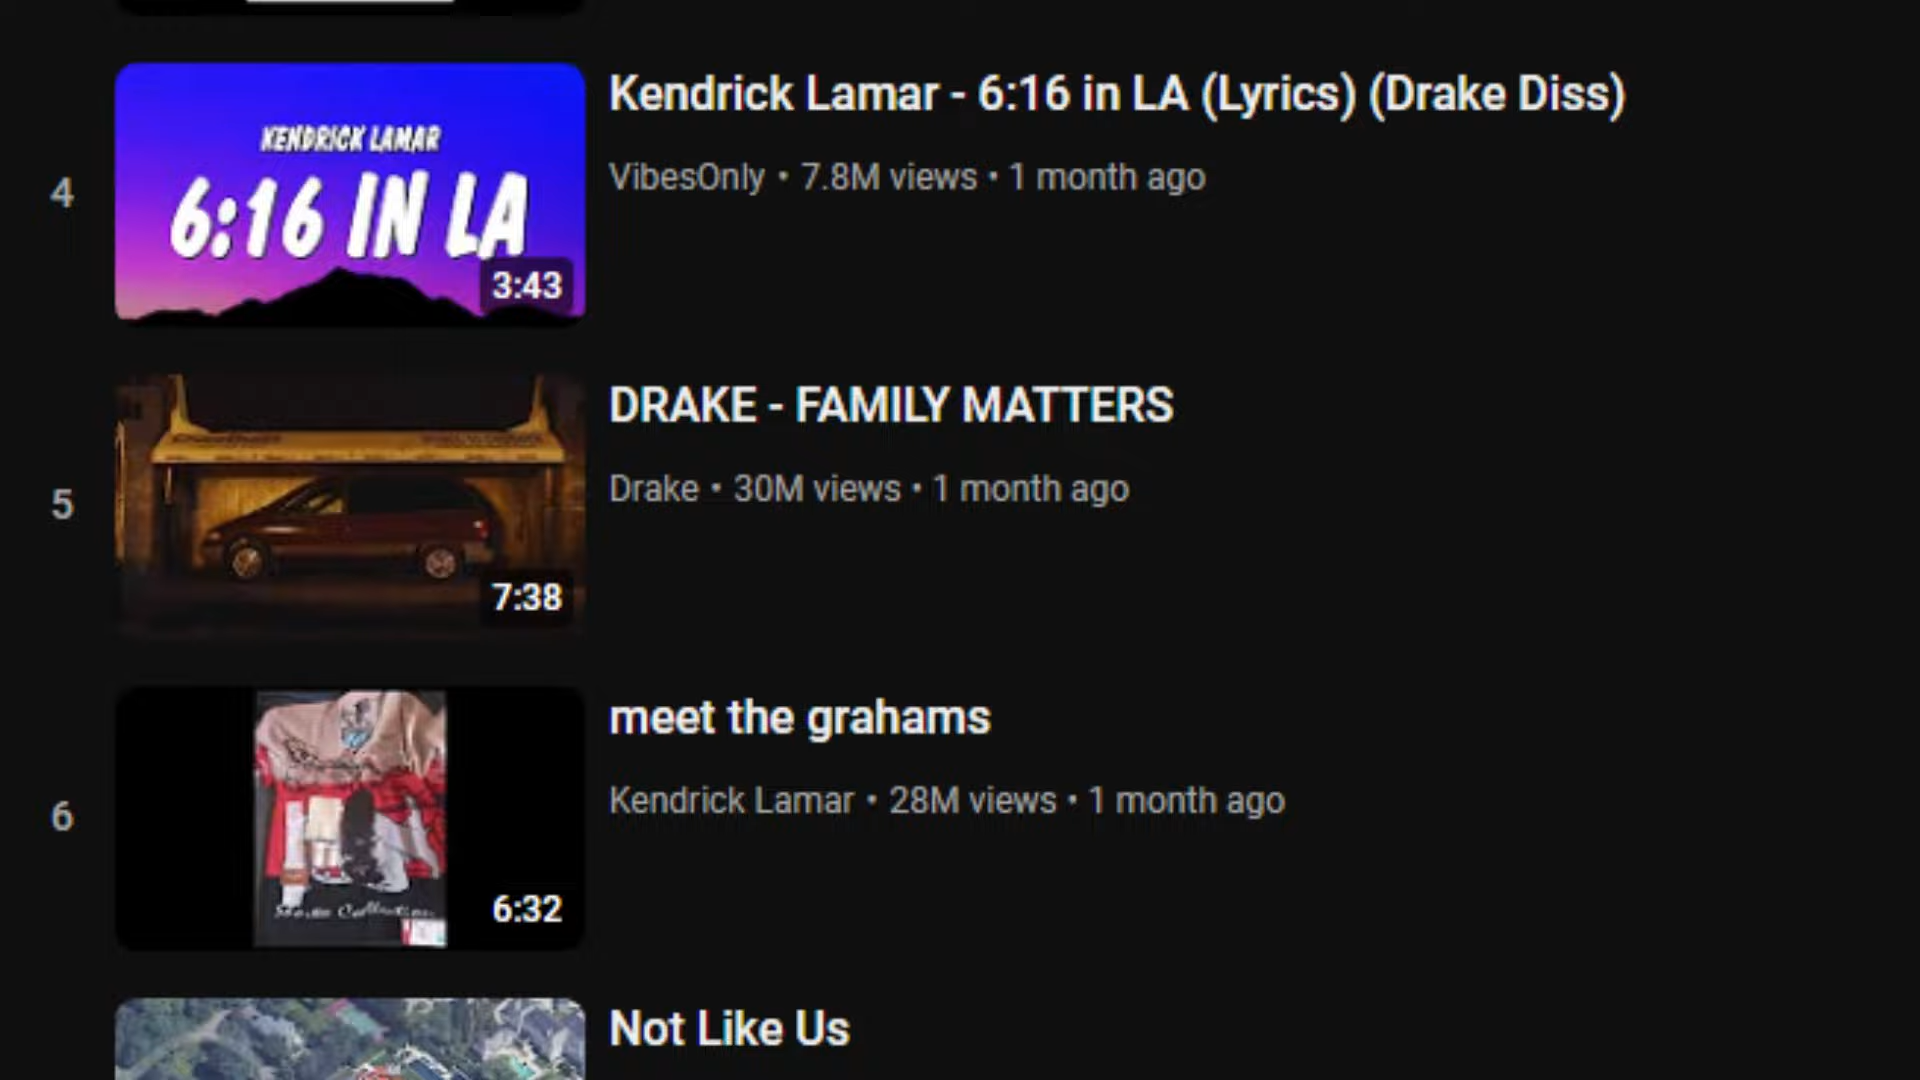 4
KENDRICK LAMAR
6:16 IN LA
3:43
Kendrick Lamar - 6:16 in LA (Lyrics) (Drake Diss)
VibesOnly • 7.8M views • 1 month ago
5
7:38
DRAKE - FAMILY MATTERS
Drake • 30M views • 1 month ago
6
6:32
meet the grahams
Kendrick Lamar • 28M views • 1 month ago
Not Like Us